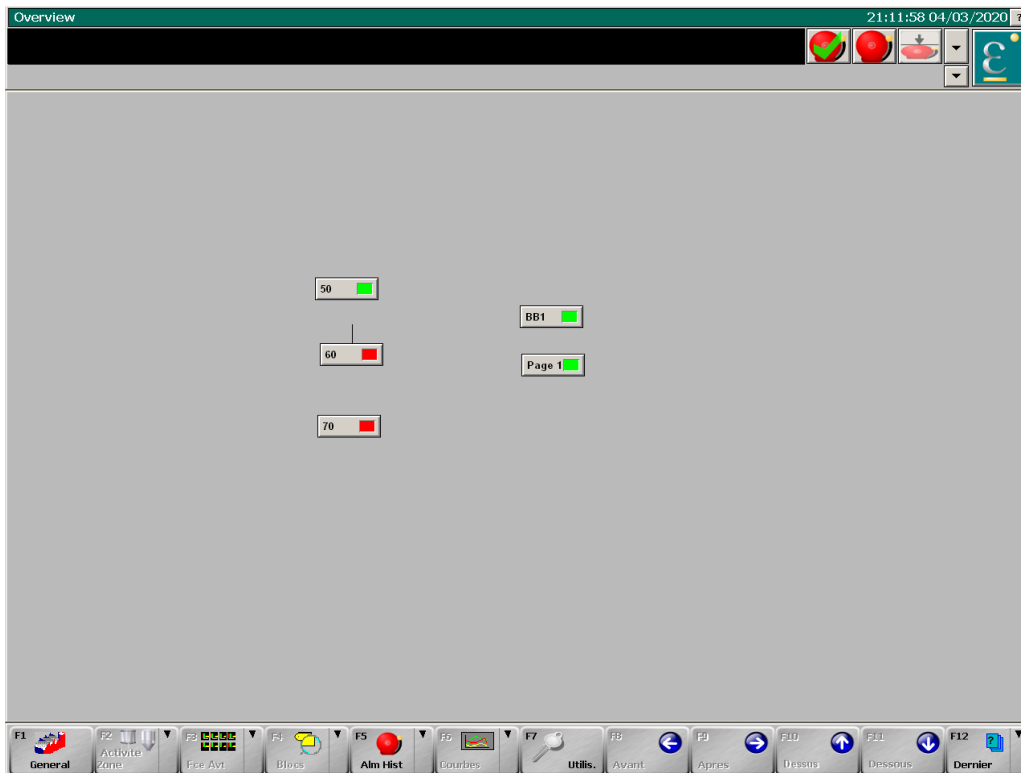 Overview 21:11:58 04/03/2020 ?
50
BB1
60
Page 1
70
F1 General
F2 Activite Zone
F3 Fce Avt
F4 Blocs
F5 Alm Hist
F6 Courbes
F7 Utilis.
F8 Avant
F9 Apres
F10 Dessus
F11 Dessous
F12 ? Dernier